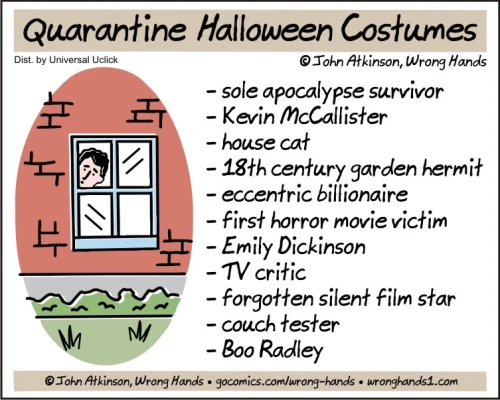 Quarantine Halloween Costumes
Dist. by Universal Uclick
© John Atkinson, Wrong Hands
- sole apocalypse survivor
- Kevin McCallister
- house cat
- 18th century garden hermit
- eccentric billionaire
- first horror movie victim
- Emily Dickinson
- TV critic
- forgotten silent film star
- couch tester
- Boo Radley
© John Atkinson, Wrong Hands • gocomics.com/wrong-hands • wronghands1.com